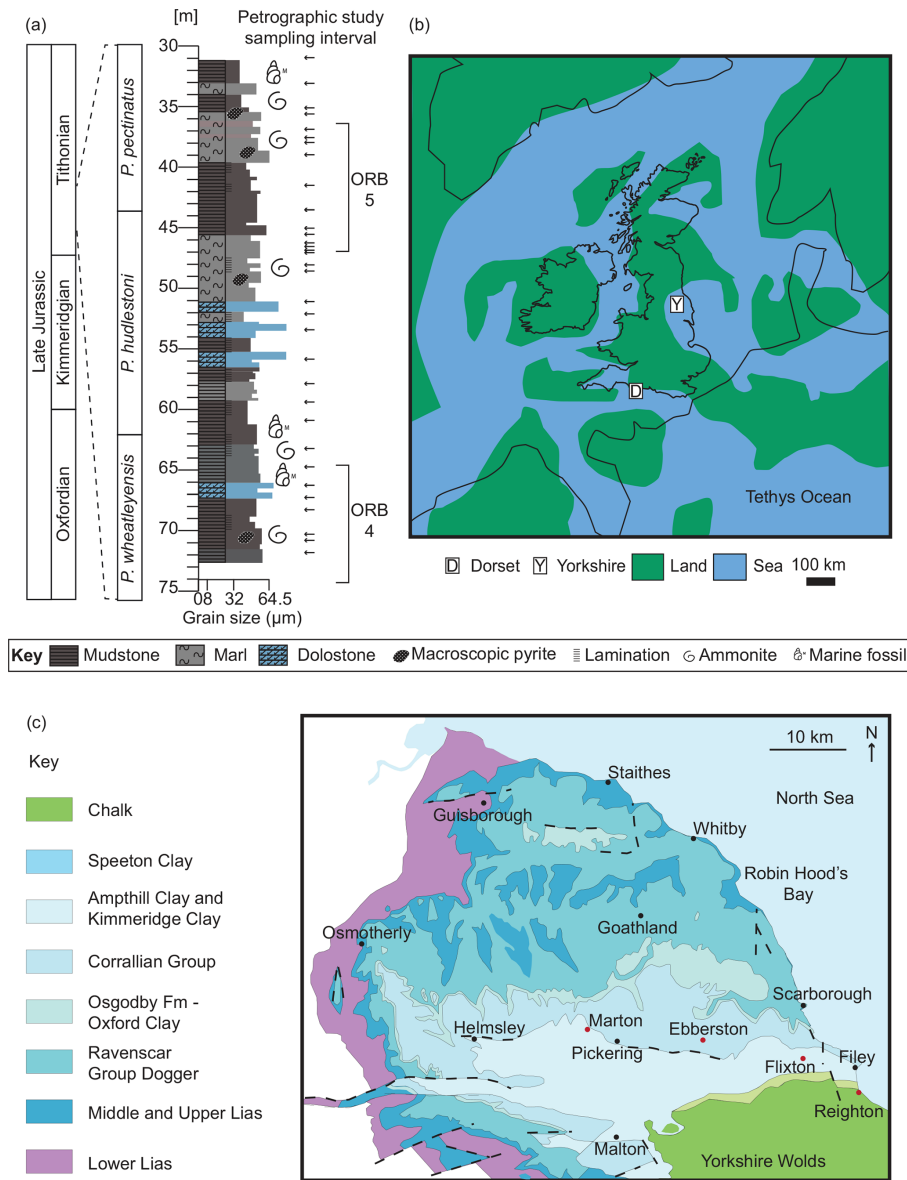 (a)
[m]
Petrographic study
sampling interval
Late Jurassic
Tithonian
Kimmeridgian
Oxfordian
P. pectinatus
P. hudlestoni
P. wheatleyensis
30
35
40
45
50
55
60
65
70
75
M
M
M
ORB
5
ORB
4
0 8 32 64.5
Grain size (µm)
(b)
Y
D
Tethys Ocean
D Dorset Y Yorkshire Land Sea 100 km
Key Mudstone Marl Dolostone Macroscopic pyrite Lamination Ammonite Marine fossil
(c)
Key
Chalk
Speeton Clay
Ampthill Clay and
Kimmeridge Clay
Corrallian Group
Osgodby Fm -
Oxford Clay
Ravenscar
Group Dogger
Middle and Upper Lias
Lower Lias
10 km
N
North Sea
Staithes
Guisborough
Whitby
Robin Hood's
Bay
Goathland
Osmotherly
Scarborough
Helmsley
Marton
Ebberston
Pickering
Flixton
Filey
Reighton
Malton
Yorkshire Wolds